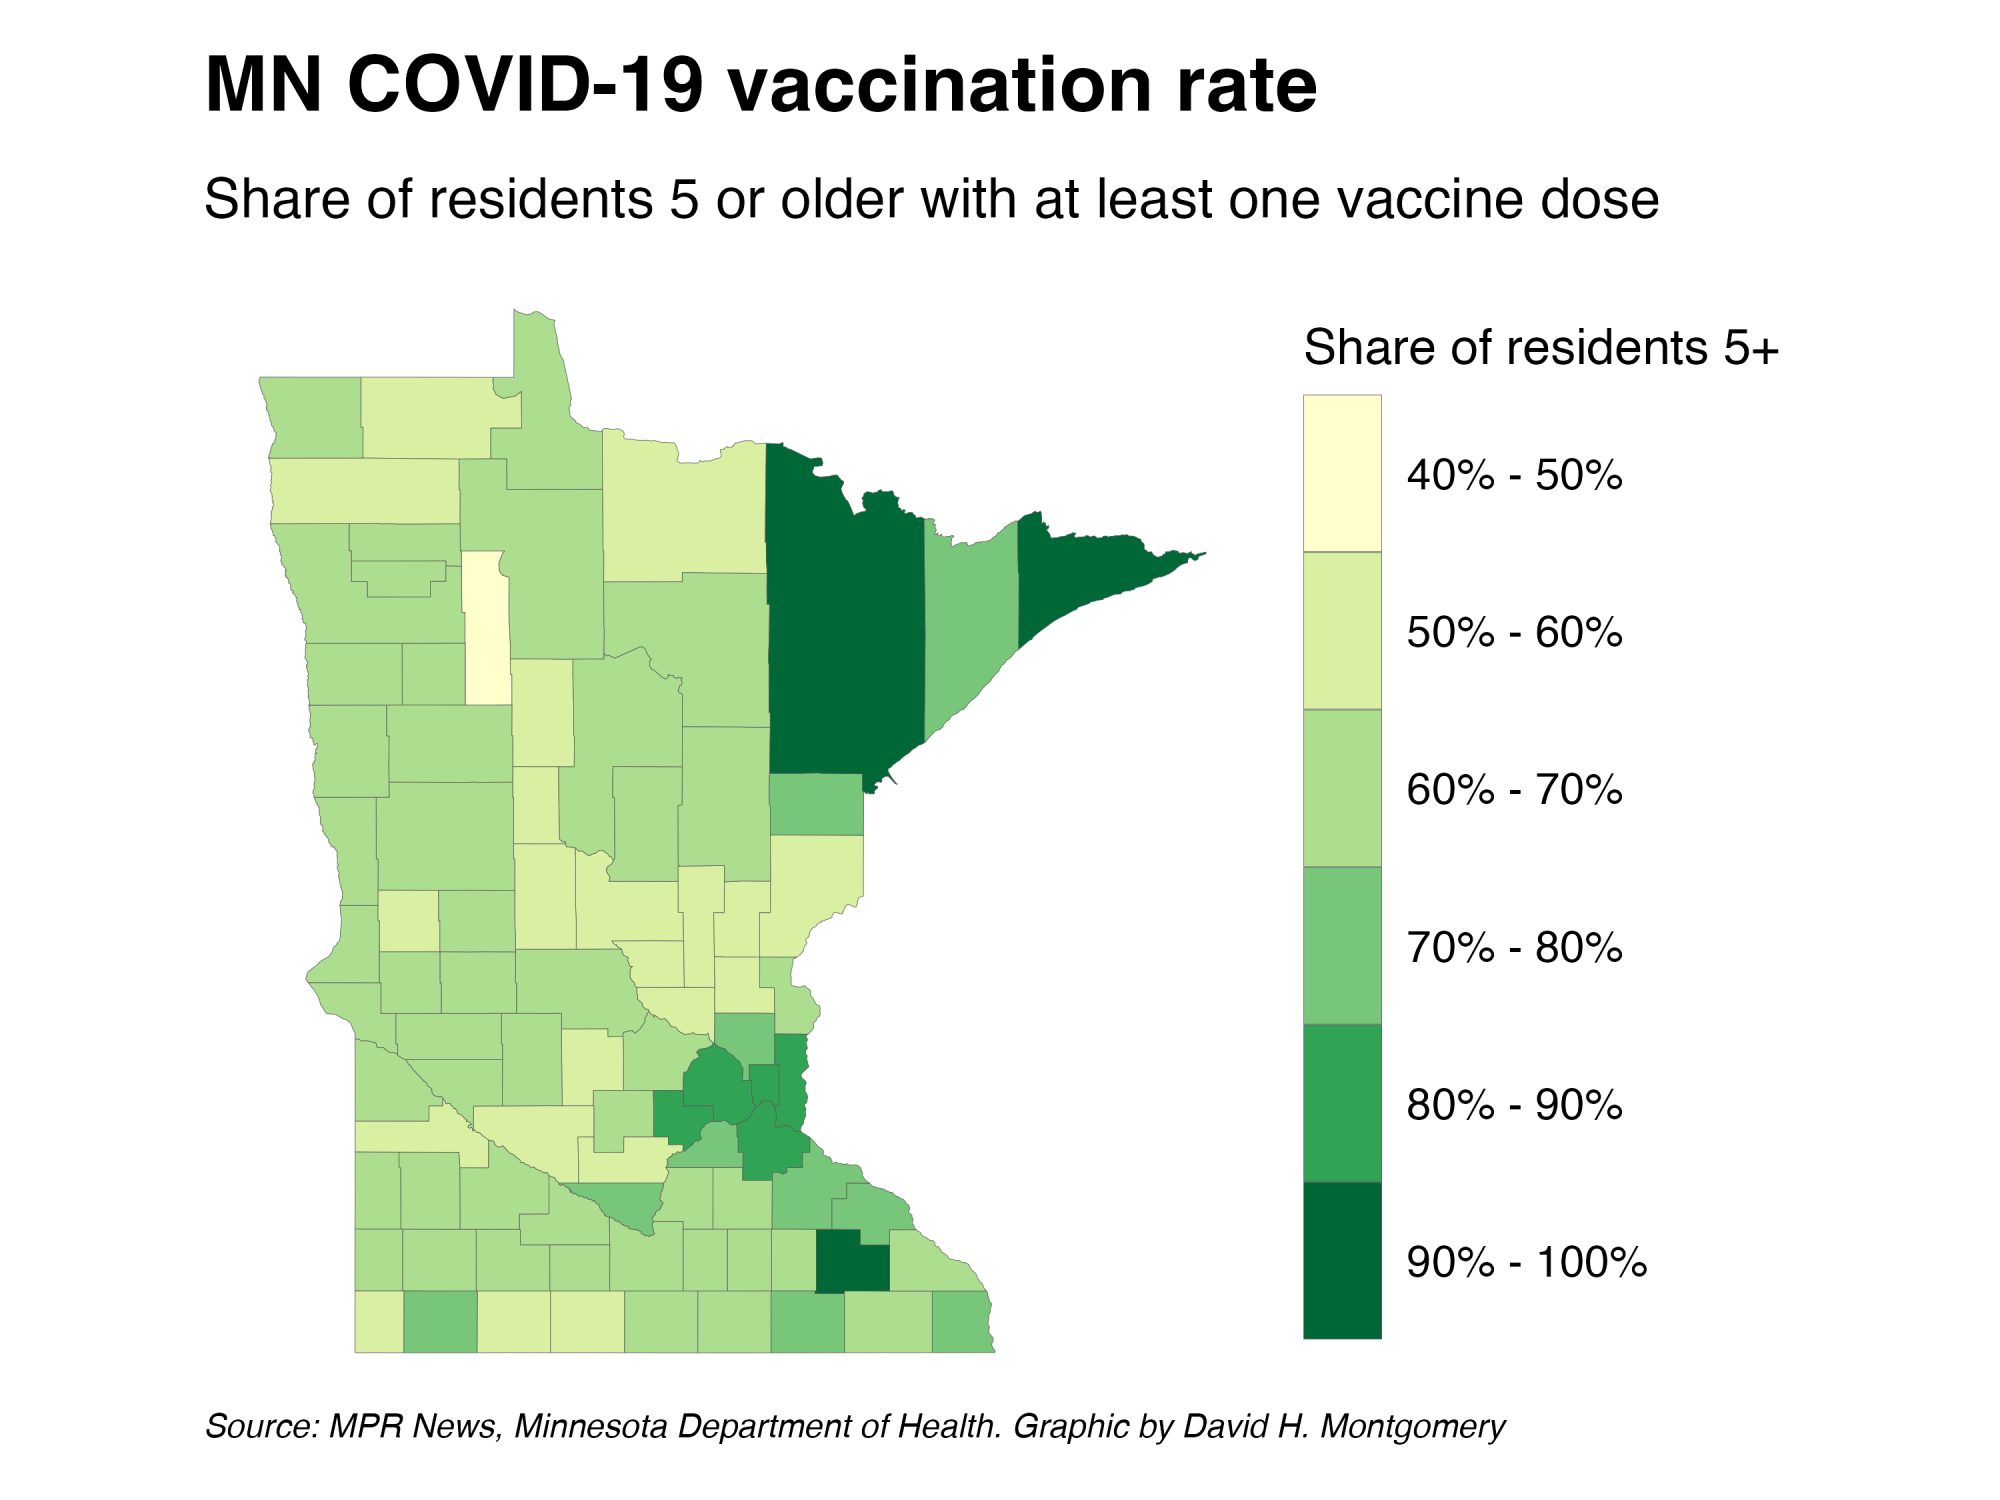 MN COVID-19 vaccination rate
Share of residents 5 or older with at least one vaccine dose
Share of residents 5+
40% - 50%
50% - 60%
60% - 70%
70% - 80%
80% - 90%
90% - 100%
Source: MPR News, Minnesota Department of Health. Graphic by David H. Montgomery